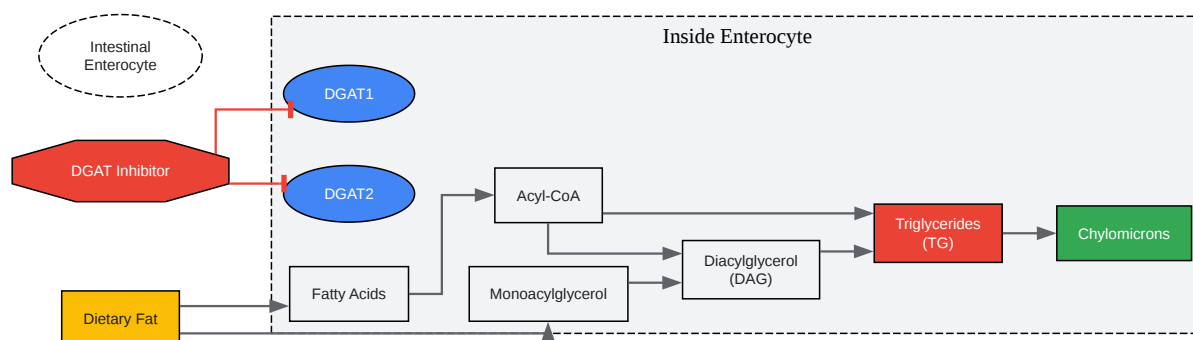 Inside Enterocyte
Intestinal
Enterocyte
DGAT1
DGAT Inhibitor
DGAT2
Acyl-CoA
Triglycerides
(TG)
Chylomicrons
Diacylglycerol
(DAG)
Fatty Acids
Monoacylglycerol
Dietary Fat